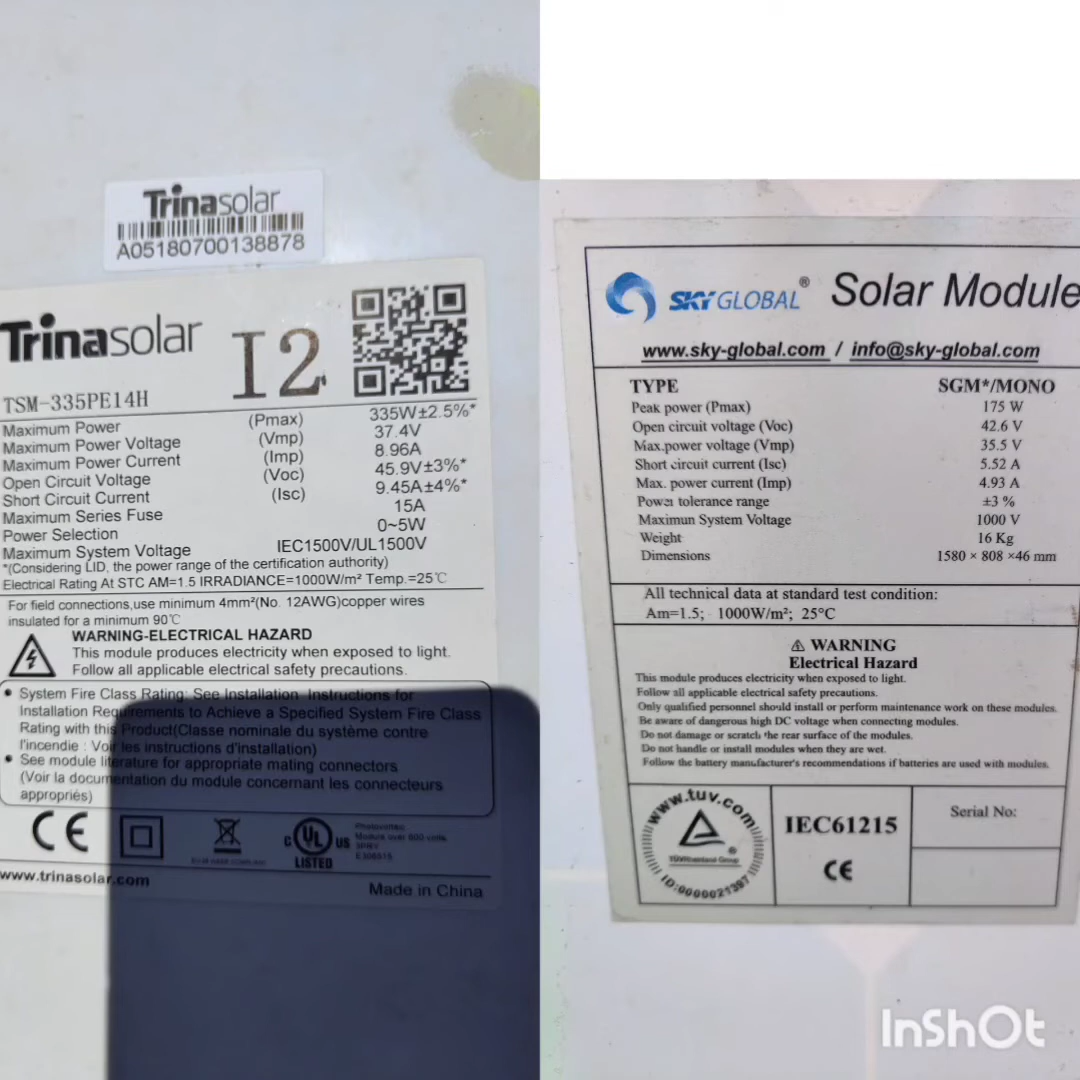 Trinasolar
A05180700138878
Trinasolar
I2
TSM-335PE14H
Maximum Power (Pmax) 335W±2.5%*
Maximum Power Voltage (Vmp) 37.4V
Maximum Power Current (Imp) 8.96A
Open Circuit Voltage (Voc) 45.9V±3%*
Short Circuit Current (Isc) 9.45A±4%*
Maximum Series Fuse 15A
Power Selection 0~5W
Maximum System Voltage IEC1500V/UL1500V
*(Considering LID, the power range of the certification authority)
Electrical Rating At STC AM=1.5 IRRADIANCE=1000W/m² Temp.=25℃
For field connections,use minimum 4mm²(No. 12AWG)copper wires
insulated for a minimum 90℃
WARNING-ELECTRICAL HAZARD
This module produces electricity when exposed to light.
Follow all applicable electrical safety precautions.
• System Fire Class Rating: See Installation Instructions for
Installation Requirements to Achieve a Specified System Fire Class
Rating with this Product(Classe nominale du système contre
l'incendie : Voir les instructions d'installation)
• See module literature for appropriate mating connectors
(Voir la documentation du module concernant les connecteurs
appropriés)
CE
c UL US
LISTED
Photovoltaic
Module over 600 volts
E306515
www.trinasolar.com
Made in China
SKY GLOBAL® Solar Module
www.sky-global.com / info@sky-global.com
TYPE SGM*/MONO
Peak power (Pmax) 175 W
Open circuit voltage (Voc) 42.6 V
Max.power voltage (Vmp) 35.5 V
Short circuit current (Isc) 5.52 A
Max. power current (Imp) 4.93 A
Power tolerance range ±3 %
Maximun System Voltage 1000 V
Weight 16 Kg
Dimensions 1580 × 808 ×46 mm
All technical data at standard test condition:
Am=1.5; 1000W/m²; 25°C
WARNING
Electrical Hazard
This module produces electricity when exposed to light.
Follow all applicable electrical safety precautions.
Only qualified personnel should install or perform maintenance work on these modules.
Be aware of dangerous high DC voltage when connecting modules.
Do not damage or scratch the rear surface of the modules.
Do not handle or install modules when they are wet.
Follow the battery manufacturer's recommendations if batteries are used with modules.
www.tuv.com
TÜVRheinland Group
ID:0000021397
IEC61215
CE
Serial No:
InShOt